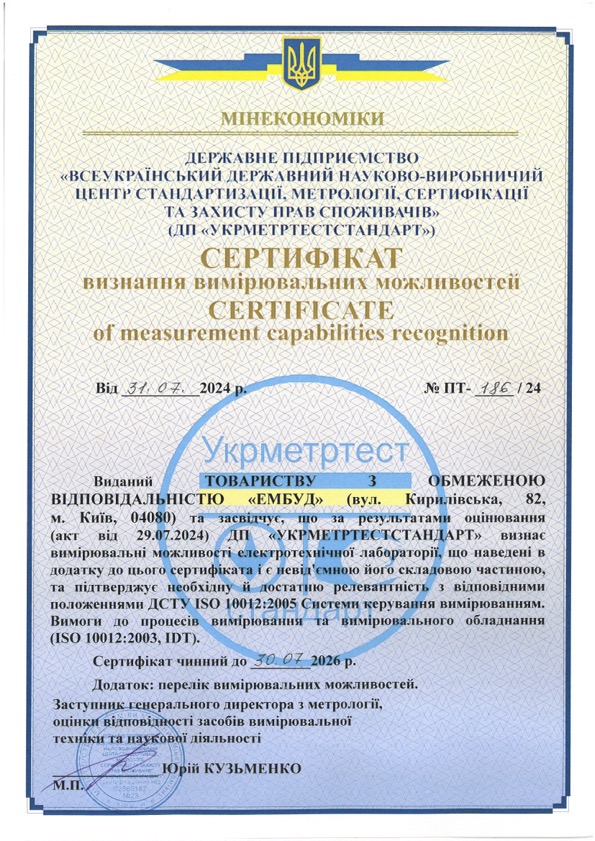 МІНЕКОНОМІКИ
ДЕРЖАВНЕ ПІДПРИЄМСТВО
«ВСЕУКРАЇНСЬКИЙ ДЕРЖАВНИЙ НАУКОВО-ВИРОБНИЧИЙ
ЦЕНТР СТАНДАРТИЗАЦІЇ, МЕТРОЛОГІЇ, СЕРТИФІКАЦІЇ
ТА ЗАХИСТУ ПРАВ СПОЖИВАЧІВ»
(ДП «УКРМЕТРТЕСТСТАНДАРТ»)
СЕРТИФІКАТ
визнання вимірювальних можливостей
CERTIFICATE
of measurement capabilities recognition
Від 31.07. 2024 р. № ПТ- 186 / 24
Укрметртест
Виданий ТОВАРИСТВУ З ОБМЕЖЕНОЮ
ВІДПОВІДАЛЬНІСТЮ «ЕМБУД» (вул. Кирилівська, 82,
м. Київ, 04080) та засвідчує, що за результатами оцінювання
(акт від 29.07.2024) ДП «УКРМЕТРТЕСТСТАНДАРТ» визнає
вимірювальні можливості електротехнічної лабораторії, що наведені в
додатку до цього сертифіката і є невід'ємною його складовою частиною,
та підтверджує необхідну й достатню релевантність з відповідними
положеннями ДСТУ ISO 10012:2005 Системи керування вимірюванням.
Вимоги до процесів вимірювання та вимірювального обладнання
(ISO 10012:2003, IDT).
стандарт
Сертифікат чинний до 30.07 2026 р.
Додаток: перелік вимірювальних можливостей.
Заступник генерального директора з метрології,
оцінки відповідності засобів вимірювальної
техніки та наукової діяльності
Юрій КУЗЬМЕНКО
М.П.